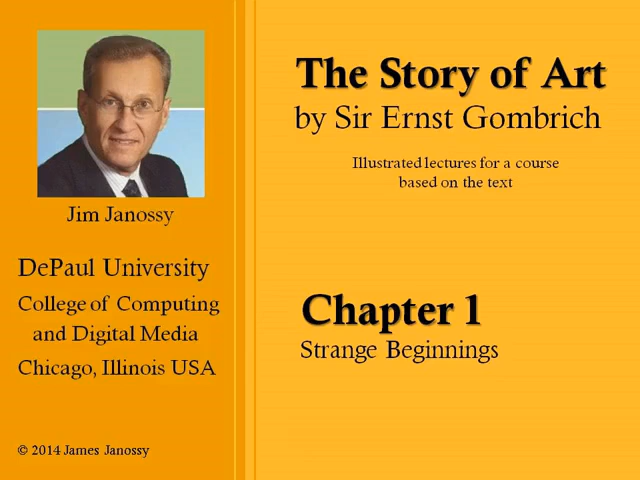 The Story of Art
by Sir Ernst Gombrich
Illustrated lectures for a course
based on the text
Jim Janossy
DePaul University
College of Computing
and Digital Media
Chicago, Illinois USA
Chapter 1
Strange Beginnings
© 2014 James Janossy